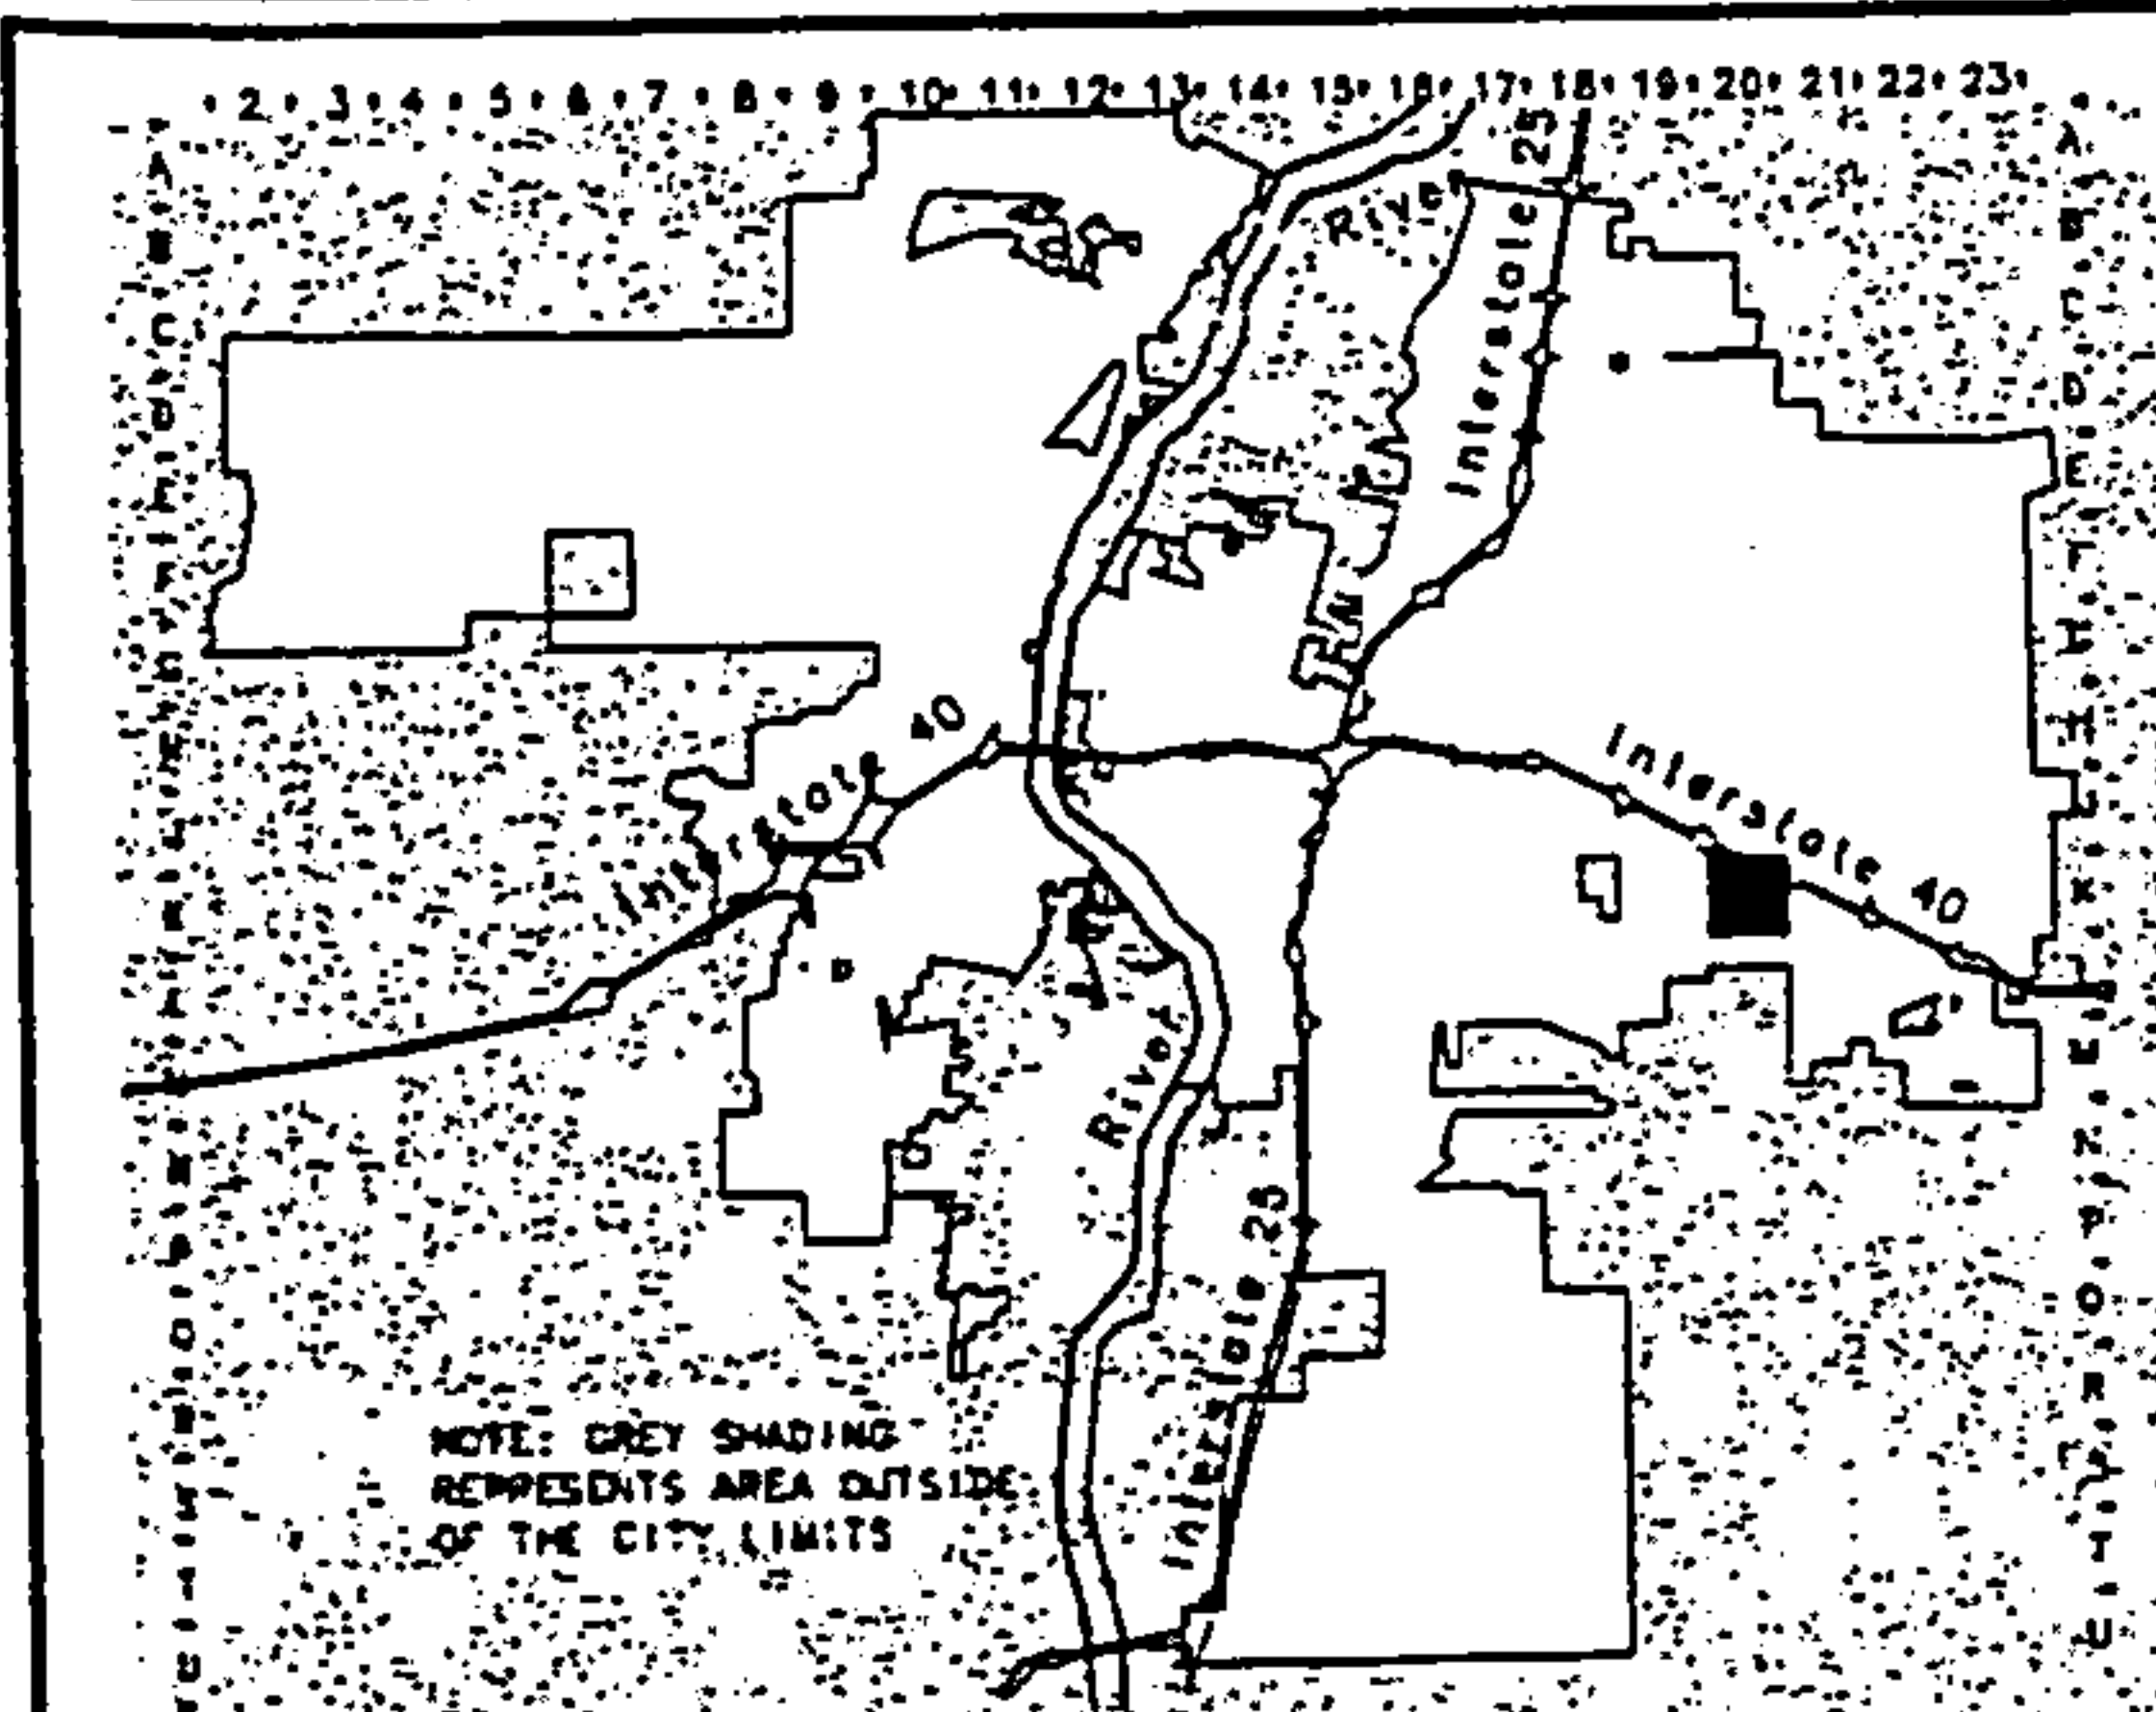 2 3 4 5 6 7 8 9 10 11 12 13 14 15 16 17 18 19 20 21 22 23
A A
B B
C C
D D
E E
F F
G
H H
J
K K
L
M
N N
P P
O O
R R
T T
U U
River
Interstate 25
Interstate 40
Interstate 40
River
Interstate 25
NOTE: GREY SHADING
REPRESENTS AREA OUTSIDE
OF THE CITY LIMITS